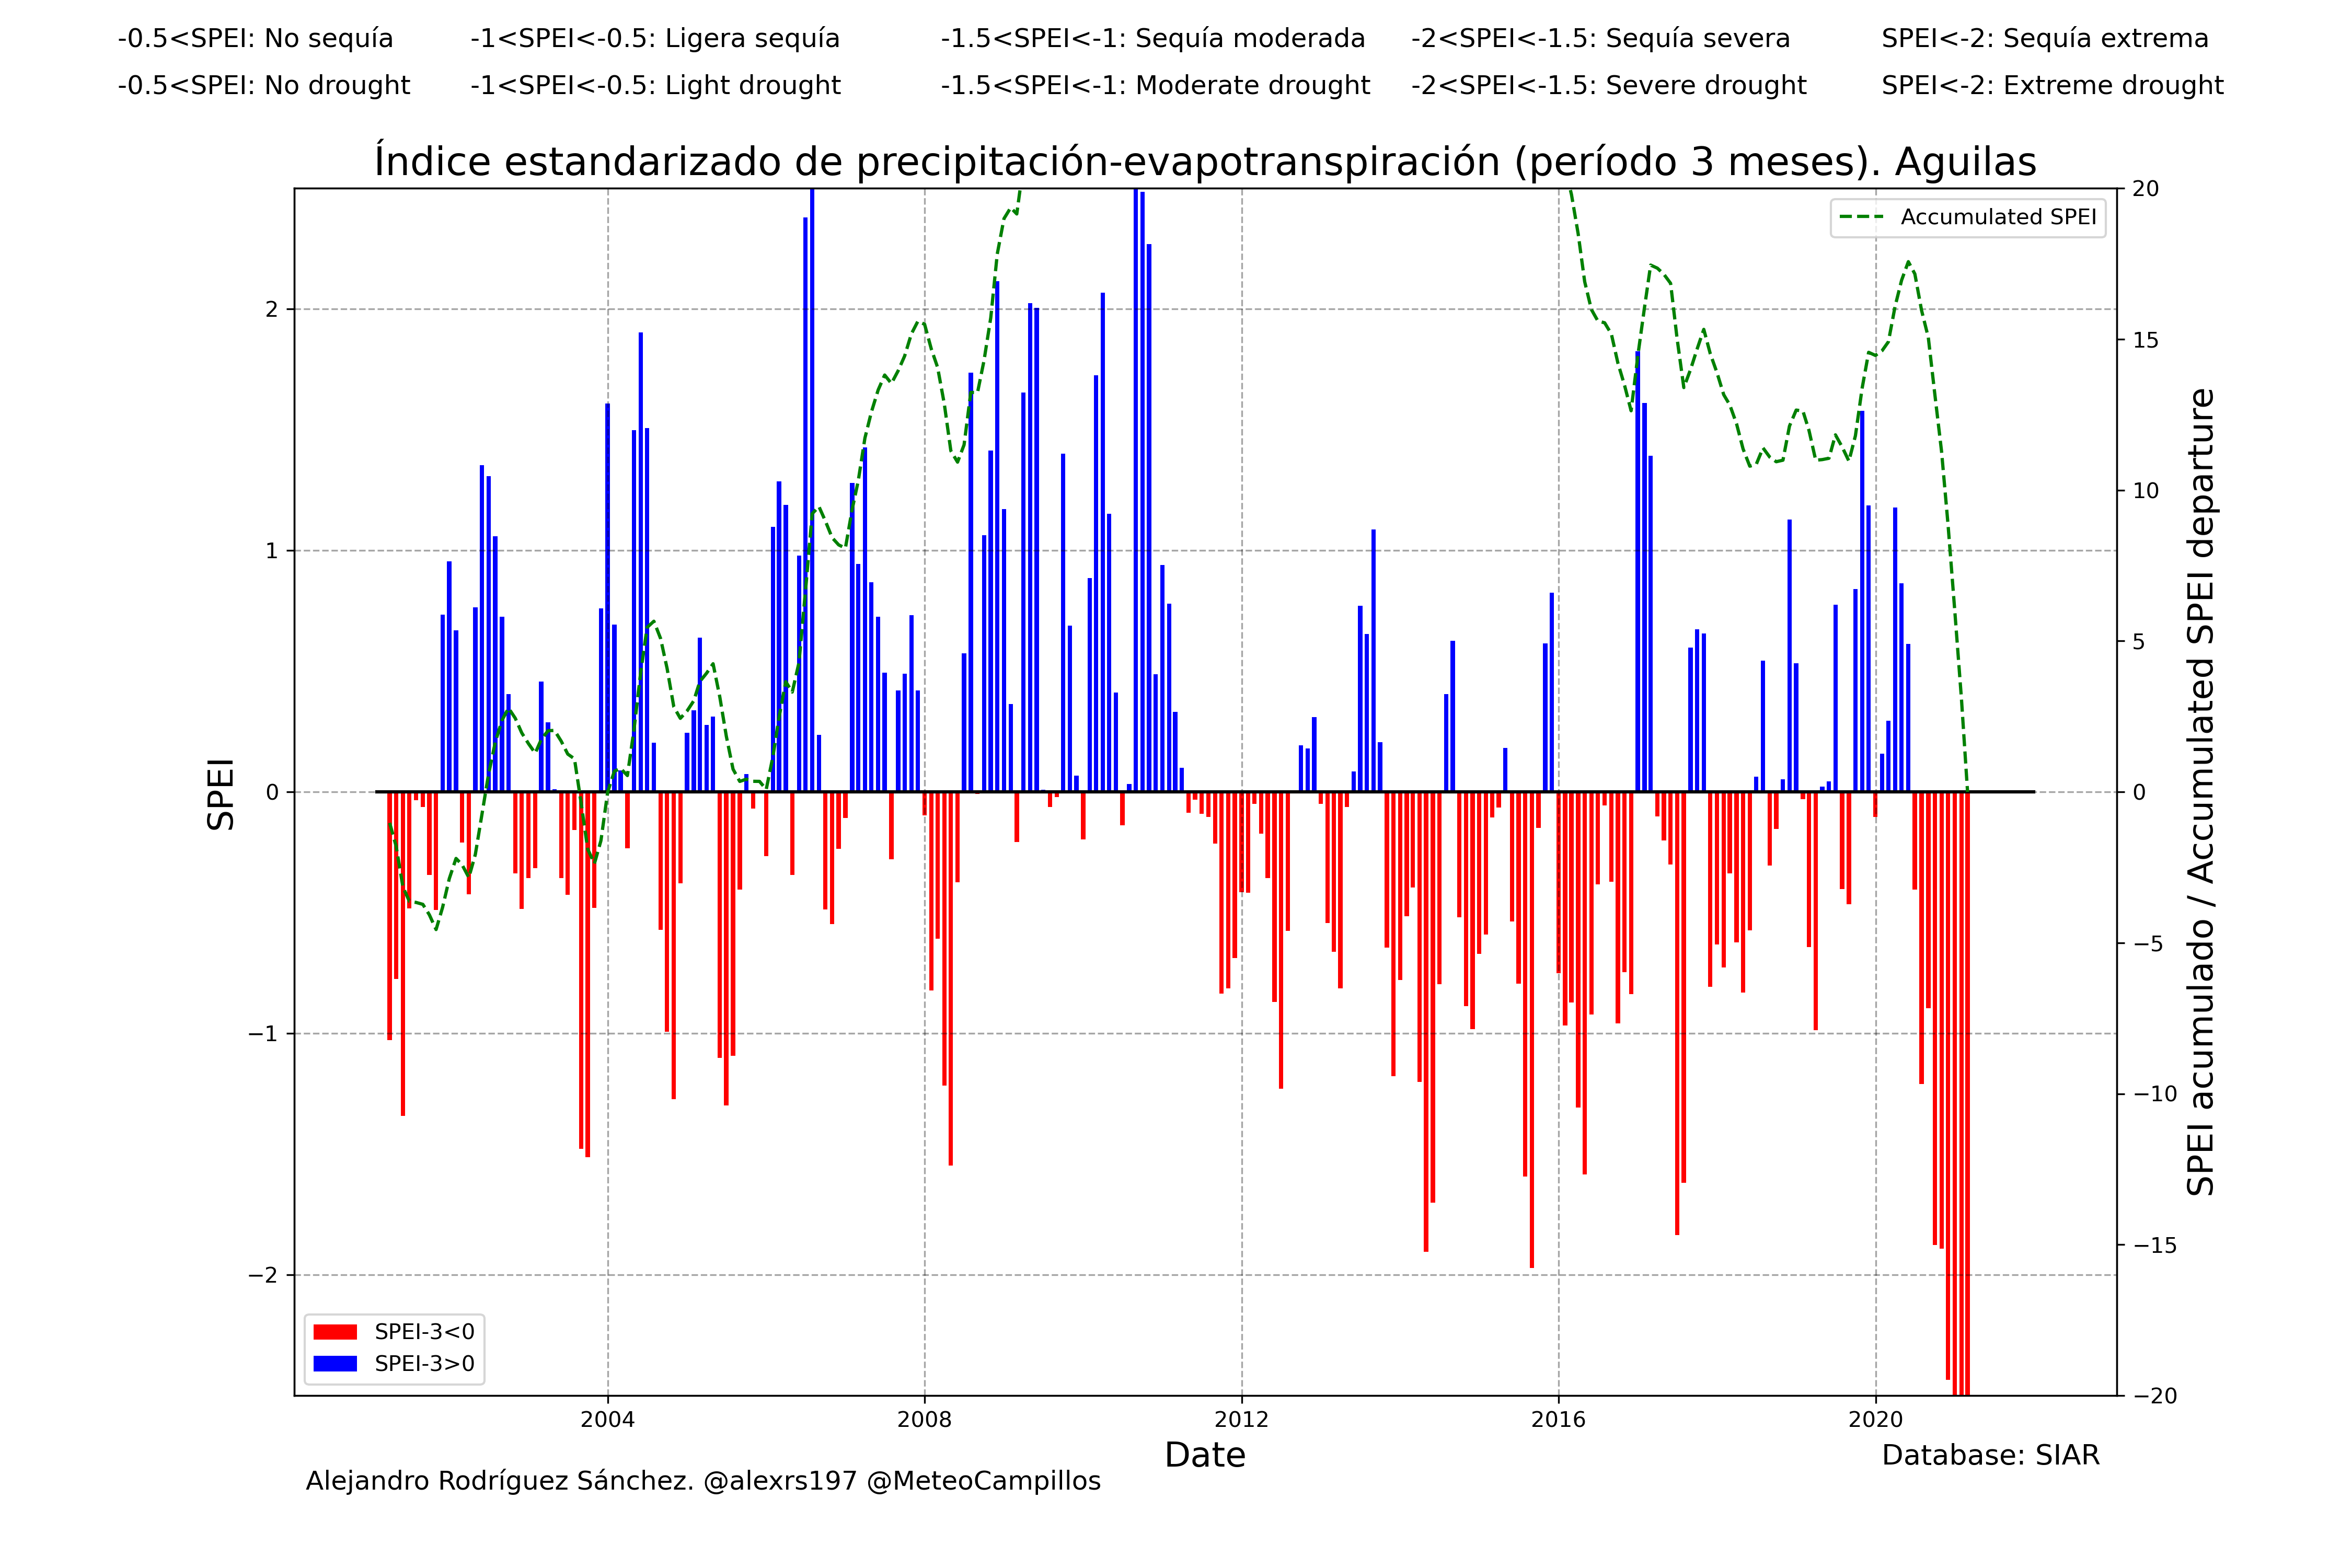 -0.5<SPEI: No sequía -1<SPEI<-0.5: Ligera sequía -1.5<SPEI<-1: Sequía moderada -2<SPEI<-1.5: Sequía severa SPEI<-2: Sequía extrema
-0.5<SPEI: No drought -1<SPEI<-0.5: Light drought -1.5<SPEI<-1: Moderate drought -2<SPEI<-1.5: Severe drought SPEI<-2: Extreme drought
Índice estandarizado de precipitación-evapotranspiración (período 3 meses). Aguilas
Accumulated SPEI
SPEI
2
1
0
−1
−2
20
15
10
5
0
−5
−10
−15
−20
SPEI acumulado / Accumulated SPEI departure
SPEI-3<0
SPEI-3>0
2004 2008 2012 2016 2020
Date
Database: SIAR
Alejandro Rodríguez Sánchez. @alexrs197 @MeteoCampillos